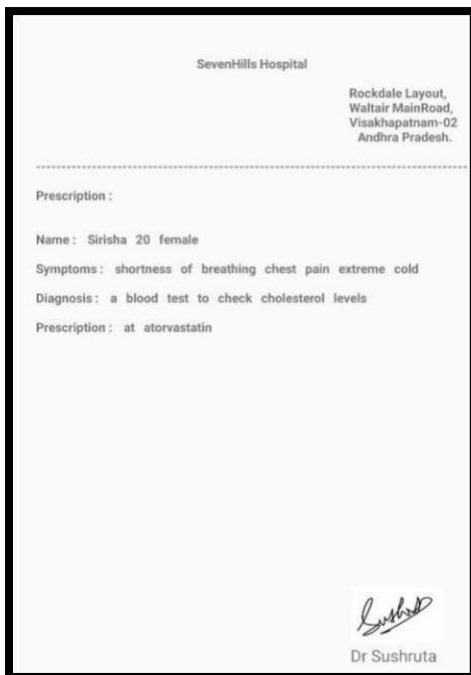 SevenHills Hospital
Rockdale Layout,
Waltair MainRoad,
Visakhapatnam-02
Andhra Pradesh.
Prescription :
Name : Sirisha 20 female
Symptoms : shortness of breathing chest pain extreme cold
Diagnosis : a blood test to check cholesterol levels
Prescription : at atorvastatin
Dr Sushruta